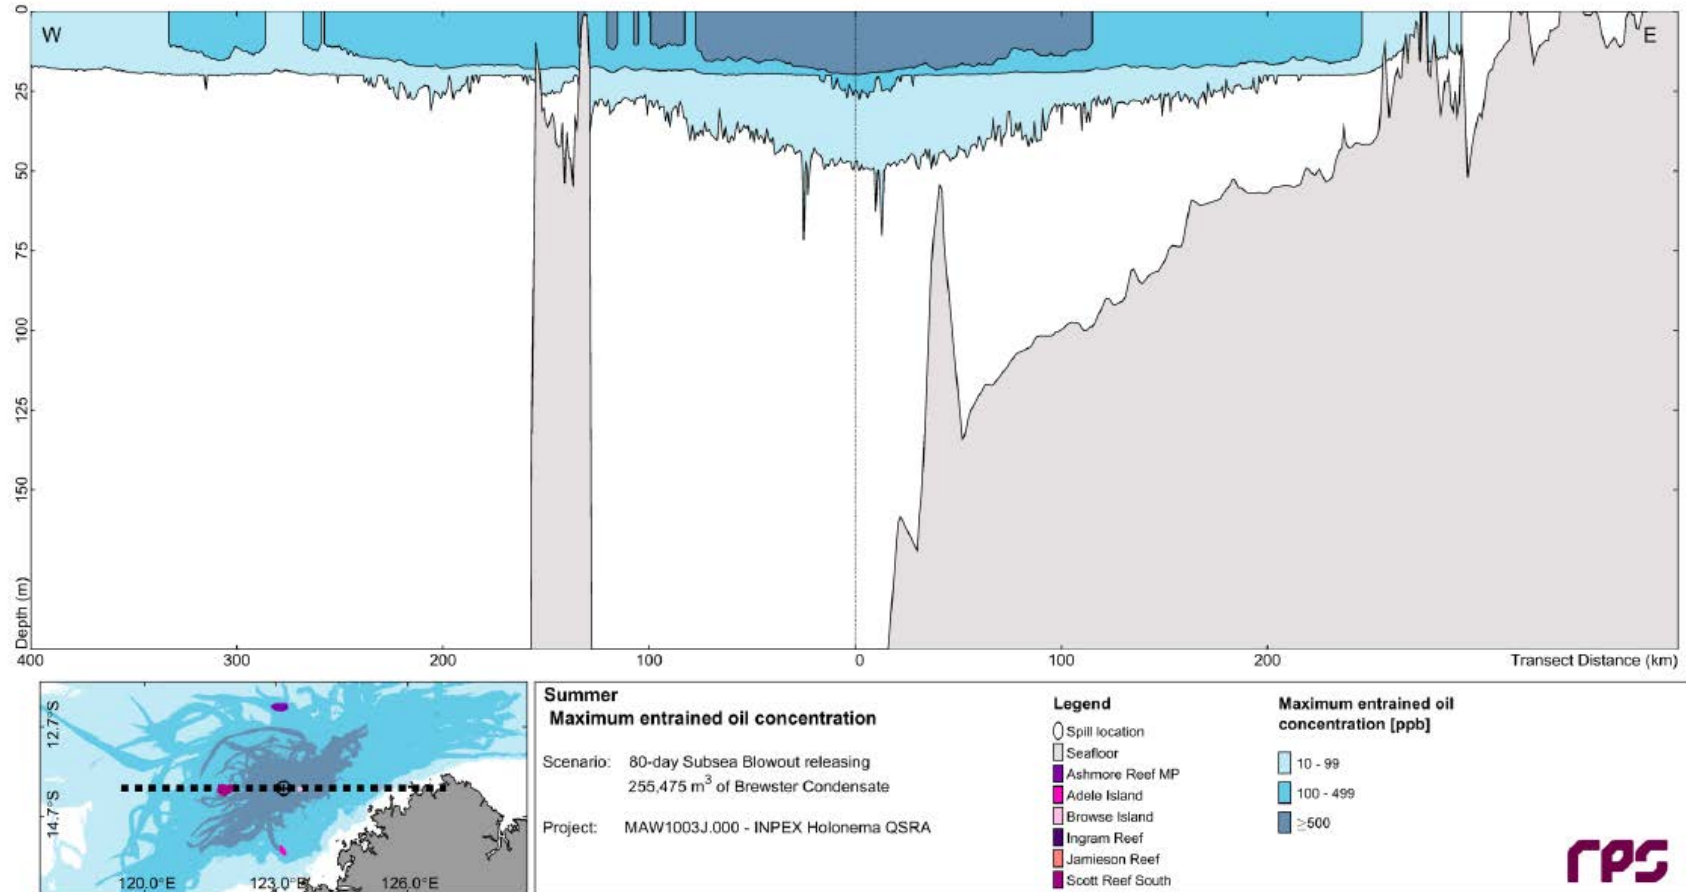 0
W
E
25
50
75
100
125
150
Depth (m)
400
300
200
100
0
100
200
Transect Distance (km)
12.7°S
14.7°S
120.0°E
123.0°E
126.0°E
Summer
Maximum entrained oil concentration
Scenario: 80-day Subsea Blowout releasing
255,475 m³ of Brewster Condensate
Project: MAW1003J.000 - INPEX Holonema QSRA
Legend
Spill location
Seafloor
Ashmore Reef MP
Adele Island
Browse Island
Ingram Reef
Jamieson Reef
Scott Reef South
Maximum entrained oil
concentration [ppb]
10 - 99
100 - 499
≥500
rps